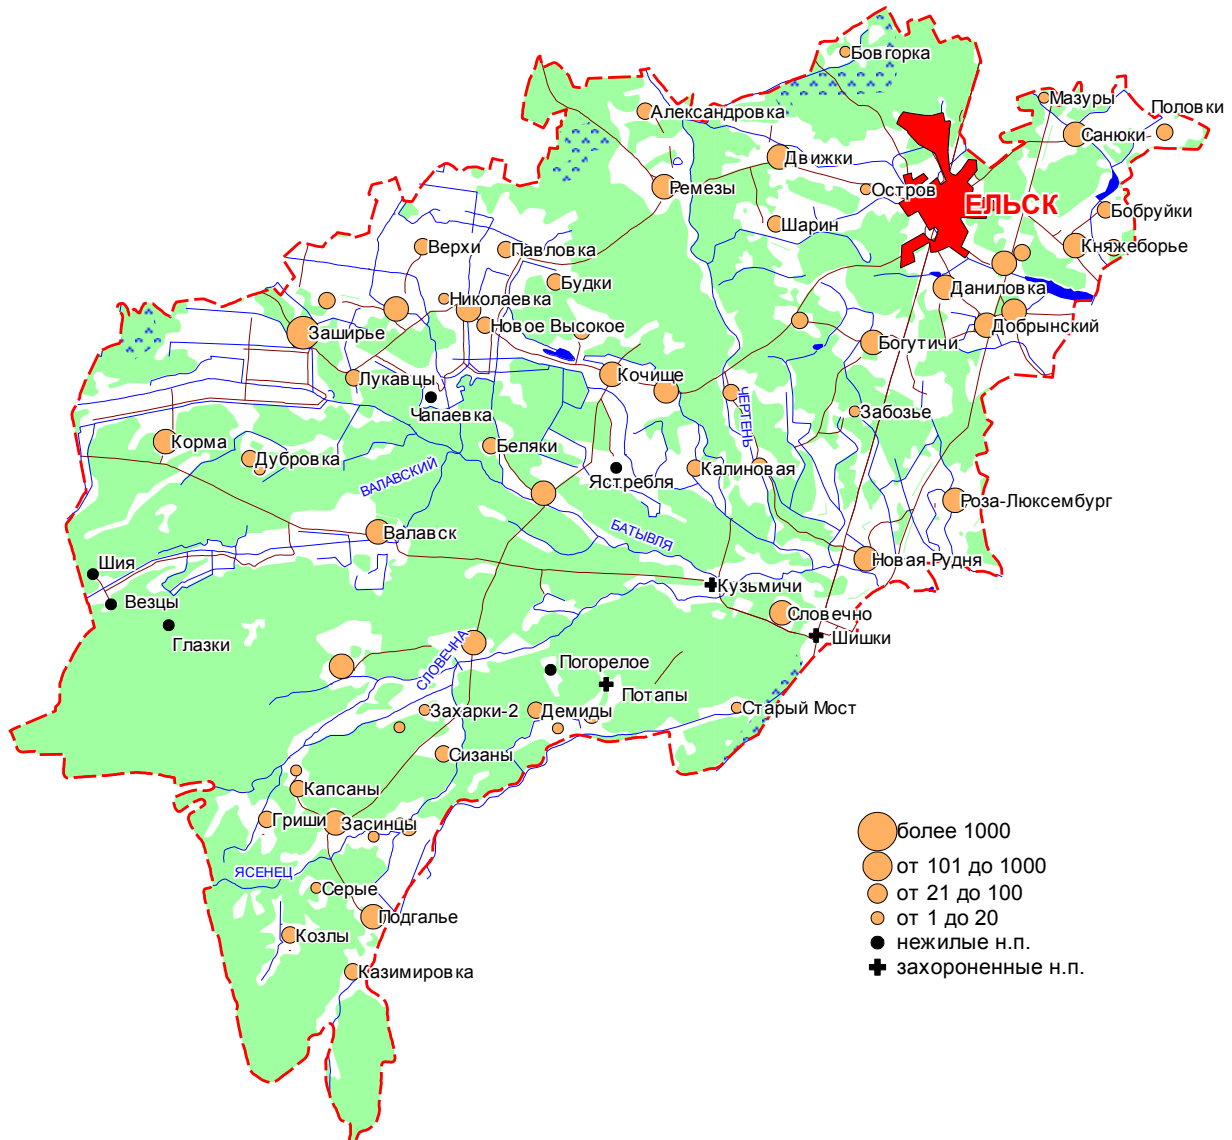 Бовгорка
Мазуры
Половки
Александровка
Санюки
Движки
Ремезы
Остров
ЕЛЬСК
Бобруйки
Шарин
Верхи
Павловка
Княжеборье
Будки
Даниловка
Николаевка
Новое Высокое
Добрынский
Заширье
Богутичи
Лукавцы
Кочище
Чапаевка
ЧЕРТЕНЬ
Забозье
Корма
Беляки
Дубровка
Калиновая
ВАЛАВСКИЙ
Ястребля
Роза-Люксембург
Валавск
БАТЫВЛЯ
Шия
Новая Рудня
Кузьмичи
Везцы
Словечно
Глазки
Шишки
СЛОВЕЧНА
Погорелое
Потапы
Захарки-2
Демиды
Старый Мост
Сизаны
Капсаны
Гриши
Засинцы
ЯСЕНЕЦ
Серые
Подгалье
Козлы
Казимировка
более 1000
от 101 до 1000
от 21 до 100
от 1 до 20
нежилые н.п.
захороненные н.п.